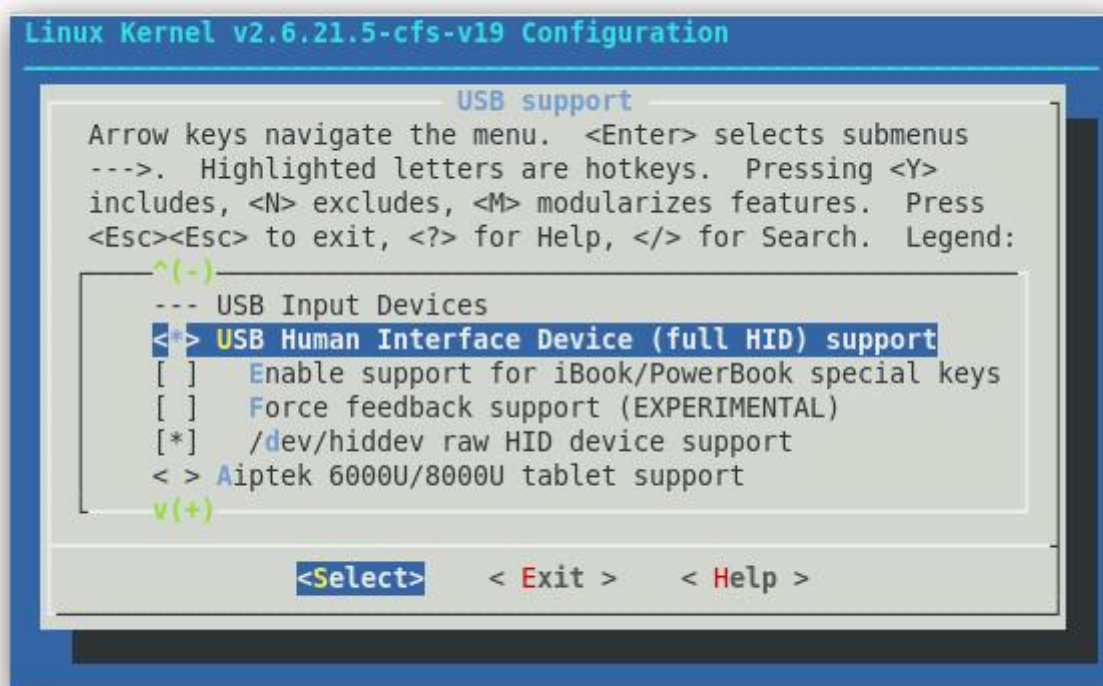 Linux Kernel v2.6.21.5-cfs-v19 Configuration
USB support
Arrow keys navigate the menu.  <Enter> selects submenus
--->.  Highlighted letters are hotkeys.  Pressing <Y>
includes, <N> excludes, <M> modularizes features.  Press
<Esc><Esc> to exit, <?> for Help, </> for Search.  Legend:
^(-)
--- USB Input Devices
<*> USB Human Interface Device (full HID) support
[ ]   Enable support for iBook/PowerBook special keys
[ ]   Force feedback support (EXPERIMENTAL)
[*]   /dev/hiddev raw HID device support
< > Aiptek 6000U/8000U tablet support
v(+)
<Select>    < Exit >    < Help >